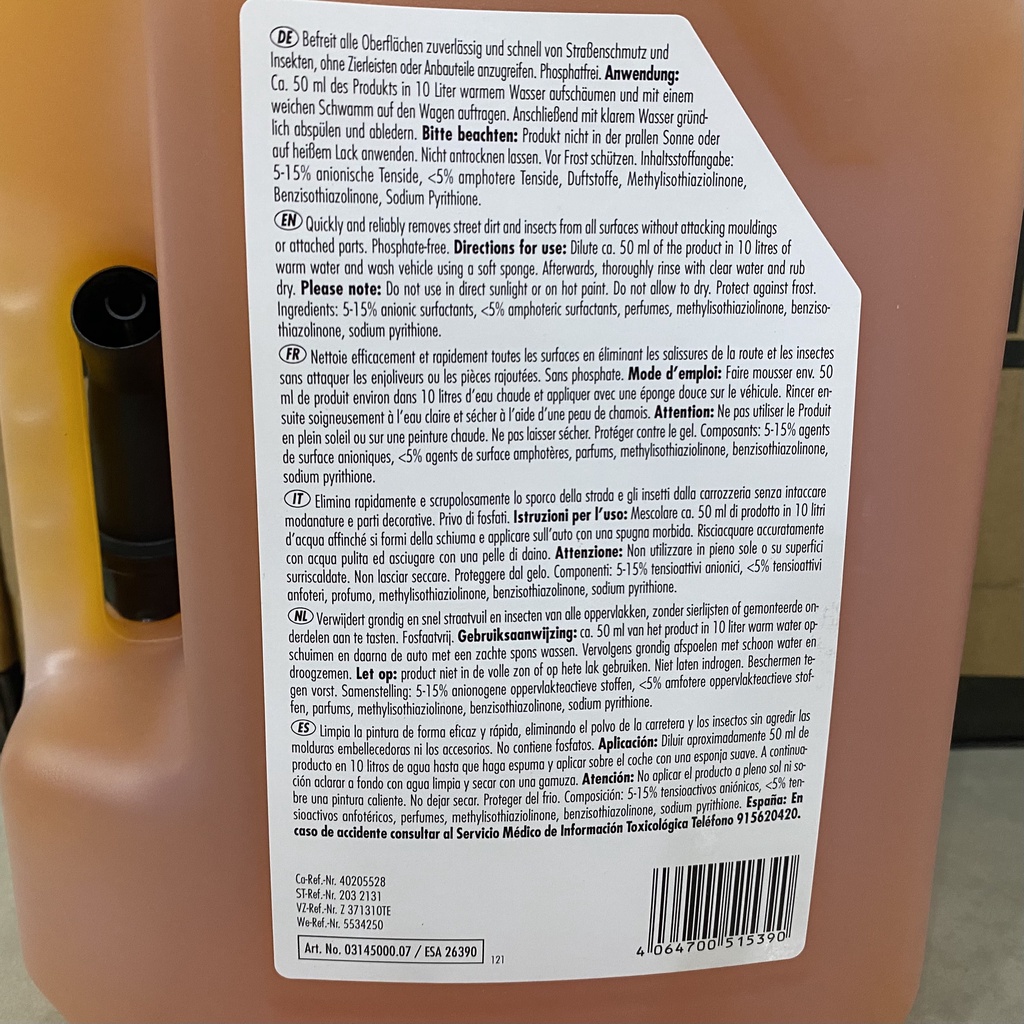 DE Befreit alle Oberflächen zuverlässig und schnell von Straßenschmutz und
Insekten, ohne Zierleisten oder Anbauteile anzugreifen. Phosphatfrei. Anwendung:
Ca. 50 ml des Produkts in 10 Liter warmem Wasser aufschäumen und mit einem
weichen Schwamm auf den Wagen auftragen. Anschließend mit klarem Wasser gründ-
lich abspülen und abledern. Bitte beachten: Produkt nicht in der prallen Sonne oder
auf heißem Lack anwenden. Nicht antrocknen lassen. Vor Frost schützen. Inhaltsstoffangabe:
5-15% anionische Tenside, <5% amphotere Tenside, Duftstoffe, Methylisothiaziolinone,
Benzisothiazolinone, Sodium Pyrithione.
EN Quickly and reliably removes street dirt and insects from all surfaces without attacking mouldings
or attached parts. Phosphate-free. Directions for use: Dilute ca. 50 ml of the product in 10 litres of
warm water and wash vehicle using a soft sponge. Afterwards, thoroughly rinse with clear water and rub
dry. Please note: Do not use in direct sunlight or on hot paint. Do not allow to dry. Protect against frost.
Ingredients: 5-15% anionic surfactants, <5% amphoteric surfactants, perfumes, methylisothiaziolinone, benziso-
thiazolinone, sodium pyrithione.
FR Nettoie efficacement et rapidement toutes les surfaces en éliminant les salissures de la route et les insectes
sans attaquer les enjoliveurs ou les pièces rajoutées. Sans phosphate. Mode d'emploi: Faire mousser env. 50
ml de produit environ dans 10 litres d'eau chaude et appliquer avec une éponge douce sur le véhicule. Rincer en-
suite soigneusement à l'eau claire et sécher à l'aide d'une peau de chamois. Attention: Ne pas utiliser le Produit
en plein soleil ou sur une peinture chaude. Ne pas laisser sécher. Protéger contre le gel. Composants: 5-15% agents
de surface anioniques, <5% agents de surface amphotères, parfums, methylisothiaziolinone, benzisothiazolinone,
sodium pyrithione.
IT Elimina rapidamente e scrupolosamente lo sporco della strada e gli insetti dalla carrozzeria senza intaccare
modanature e parti decorative. Privo di fosfati. Istruzioni per l'uso: Mescolare ca. 50 ml di prodotto in 10 litri
d'acqua affinché si formi della schiuma e applicare sull'auto con una spugna morbida. Risciacquare accuratamente
con acqua pulita ed asciugare con una pelle di daino. Attenzione: Non utilizzare in pieno sole o su superfici
surriscaldate. Non lasciar seccare. Proteggere dal gelo. Componenti: 5-15% tensioattivi anionici, <5% tensioattivi
anfoteri, profumo, methylisothiaziolinone, benzisothiazolinone, sodium pyrithione.
NL Verwijdert grondig en snel straatvuil en insecten van alle oppervlakken, zonder sierlijsten of gemonteerde on-
derdelen aan te tasten. Fosfaatvrij. Gebruiksaanwijzing: ca. 50 ml van het product in 10 liter warm water op-
schuimen en daarna de auto met een zachte spons wassen. Vervolgens grondig afspoelen met schoon water en
droogzemen. Let op: product niet in de volle zon of op hete lak gebruiken. Niet laten indrogen. Beschermen te-
gen vorst. Samenstelling: 5-15% anionogene oppervlakteactieve stoffen, <5% amfotere oppervlakteactieve stof-
fen, parfums, methylisothiaziolinone, benzisothiazolinone, sodium pyrithione.
ES Limpia la pintura de forma eficaz y rápida, eliminando el polvo de la carretera y los insectos sin agredir las
molduras embellecedoras ni los accesorios. No contiene fosfatos. Aplicación: Diluir aproximadamente 50 ml de
producto en 10 litros de agua hasta que haga espuma y aplicar sobre el coche con una esponja suave. A continua-
ción aclarar a fondo con agua limpia y secar con una gamuza. Atención: No aplicar el producto a pleno sol ni so-
bre una pintura caliente. No dejar secar. Proteger del frio. Composición: 5-15% tensioactivos aniónicos, <5% ten-
sioactivos anfotéricos, perfumes, methylisothiaziolinone, benzisothiazolinone, sodium pyrithione. España: En
caso de accidente consultar al Servicio Médico de Información Toxicológica Teléfono 915620420.
Ca-Ref.-Nr. 40205528
ST-Ref.-Nr. 203 2131
VZ-Ref.-Nr. Z 371310TE
We-Ref.-Nr. 5534250
Art. No. 03145000.07 / ESA 26390
121
4 064700 515390